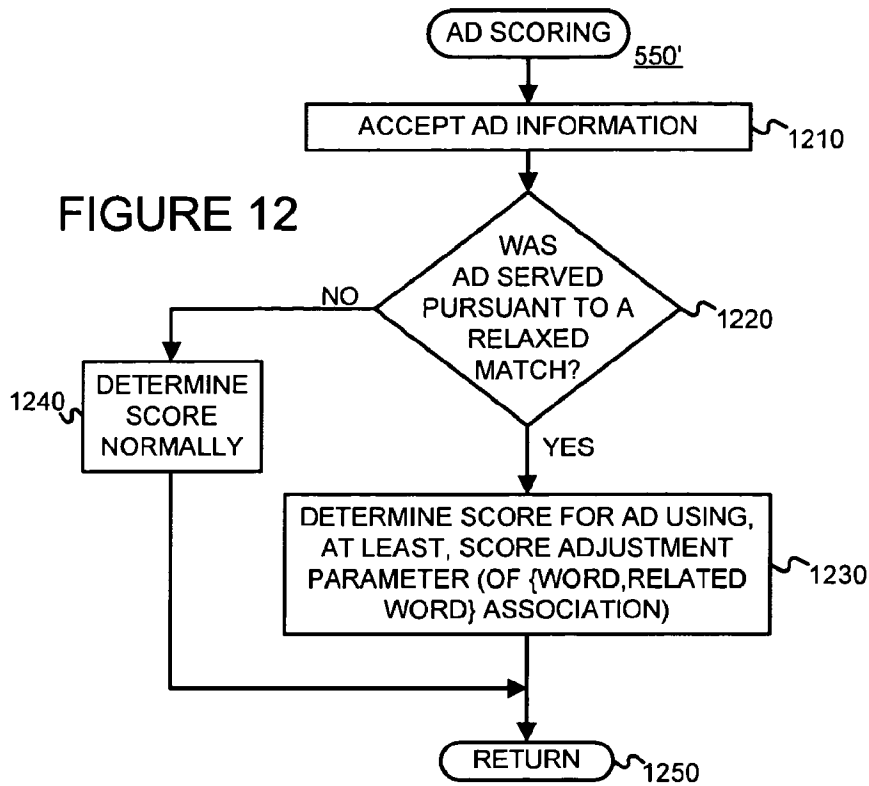 AD SCORING
550'
ACCEPT AD INFORMATION
1210
FIGURE 12
WAS
AD SERVED
PURSUANT TO A
RELAXED
MATCH?
1220
NO
1240
DETERMINE
SCORE
NORMALLY
YES
DETERMINE SCORE FOR AD USING,
AT LEAST, SCORE ADJUSTMENT
PARAMETER (OF {WORD,RELATED
WORD} ASSOCIATION)
1230
RETURN
1250